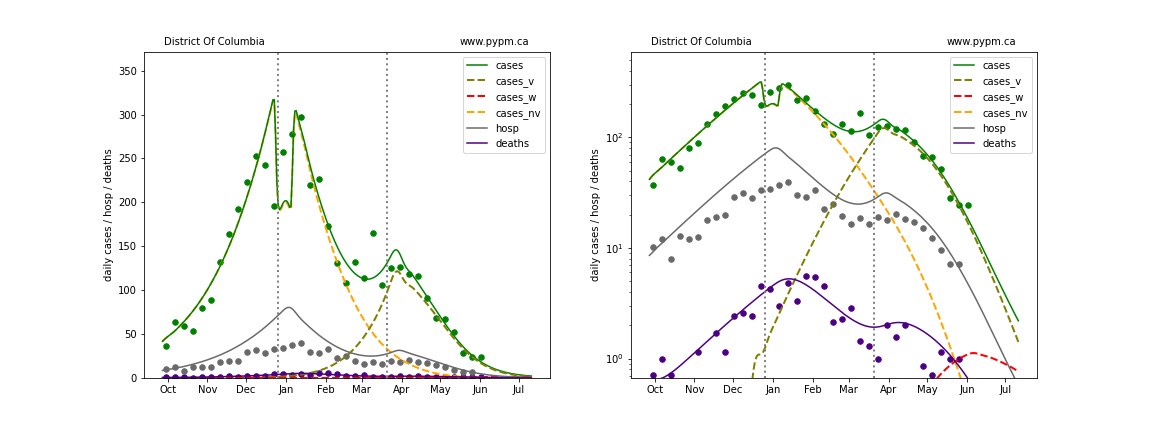 District Of Columbia www.pypm.ca
350
300
250
200
150
100
50
0
daily cases / hosp / deaths
Oct Nov Dec Jan Feb Mar Apr May Jun Jul
cases
cases_v
cases_w
cases_nv
hosp
deaths
District Of Columbia www.pypm.ca
10²
10¹
10⁰
daily cases / hosp / deaths
Oct Nov Dec Jan Feb Mar Apr May Jun Jul
cases
cases_v
cases_w
cases_nv
hosp
deaths